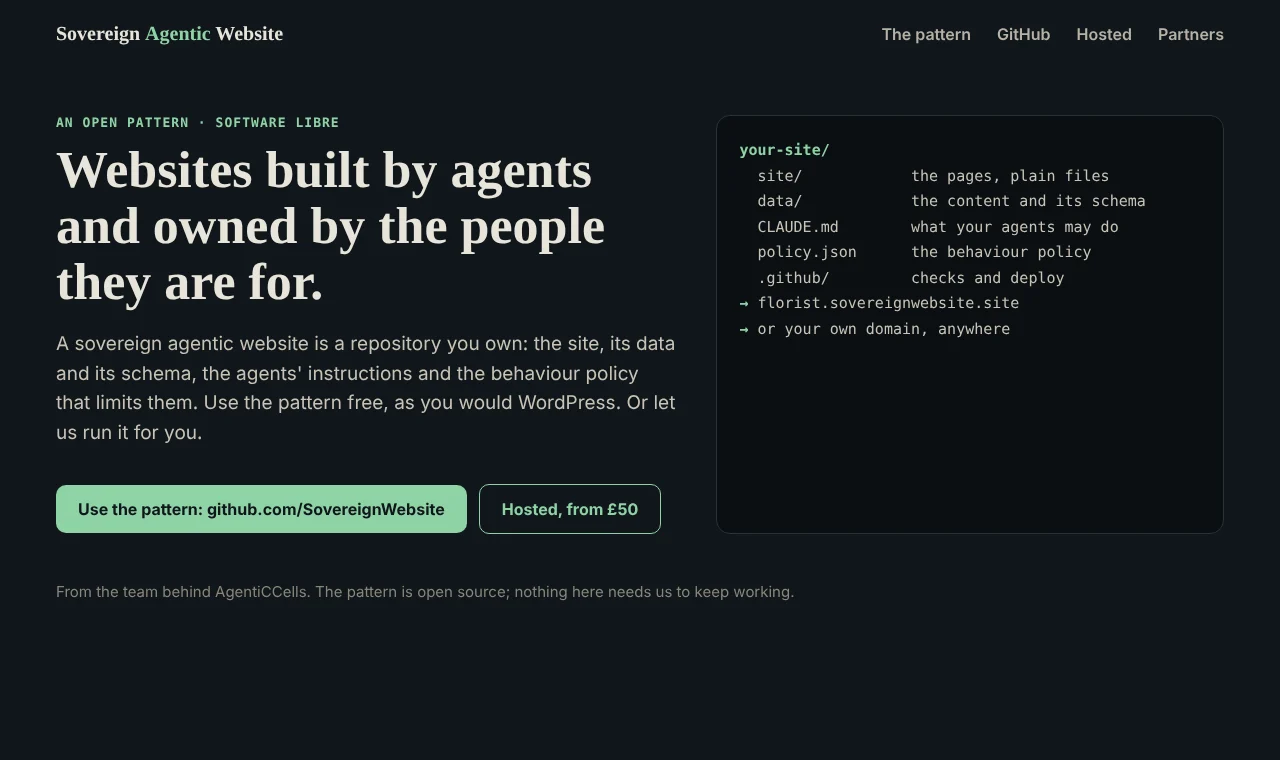 Sovereign Agentic Website
The pattern
GitHub
Hosted
Partners
AN OPEN PATTERN · SOFTWARE LIBRE
Websites built by agents
and owned by the people
they are for.
A sovereign agentic website is a repository you own: the site, its data
and its schema, the agents' instructions and the behaviour policy
that limits them. Use the pattern free, as you would WordPress. Or let
us run it for you.
Use the pattern: github.com/SovereignWebsite
Hosted, from £50
your-site/
site/ the pages, plain files
data/ the content and its schema
CLAUDE.md what your agents may do
policy.json the behaviour policy
.github/ checks and deploy
→ florist.sovereignwebsite.site
→ or your own domain, anywhere
From the team behind AgentiCCells. The pattern is open source; nothing here needs us to keep working.